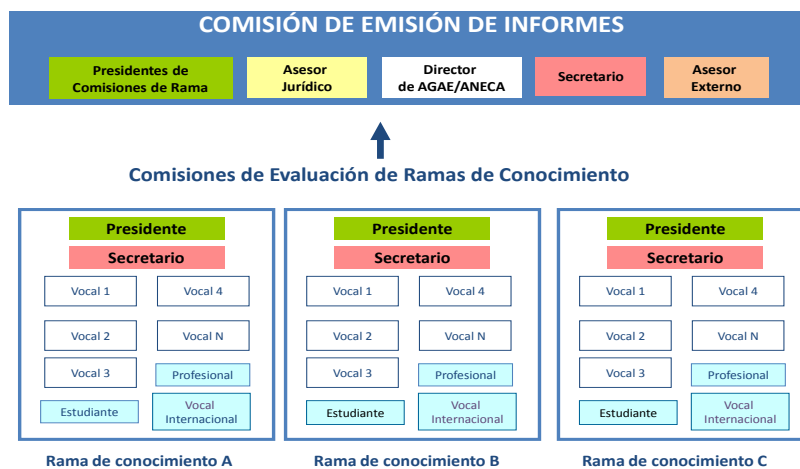 COMISIÓN DE EMISIÓN DE INFORMES
Presidentes de
Comisiones de Rama
Asesor
Jurídico
Director
de AGAE/ANECA
Secretario
Asesor
Externo
Comisiones de Evaluación de Ramas de Conocimiento
Presidente
Secretario
Vocal 1
Vocal 4
Vocal 2
Vocal N
Vocal 3
Profesional
Estudiante
Vocal
Internacional
Rama de conocimiento A
Presidente
Secretario
Vocal 1
Vocal 4
Vocal 2
Vocal N
Vocal 3
Profesional
Estudiante
Vocal
Internacional
Rama de conocimiento B
Presidente
Secretario
Vocal 1
Vocal 4
Vocal 2
Vocal N
Vocal 3
Profesional
Estudiante
Vocal
Internacional
Rama de conocimiento C